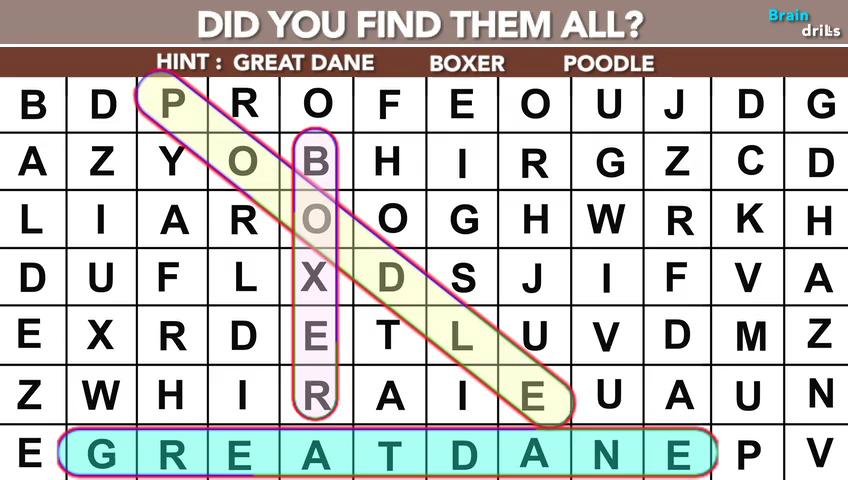 DID YOU FIND THEM ALL?
Brain
drills
HINT : GREAT DANE BOXER POODLE
B D P R O F E O U J D G
A Z Y O B H I R G Z C D
L I A R O O G H W R K H
D U F L X D S J I F V A
E X R D E T L U V D M Z
Z W H I R A I E U A U N
E G R E A T D A N E P V